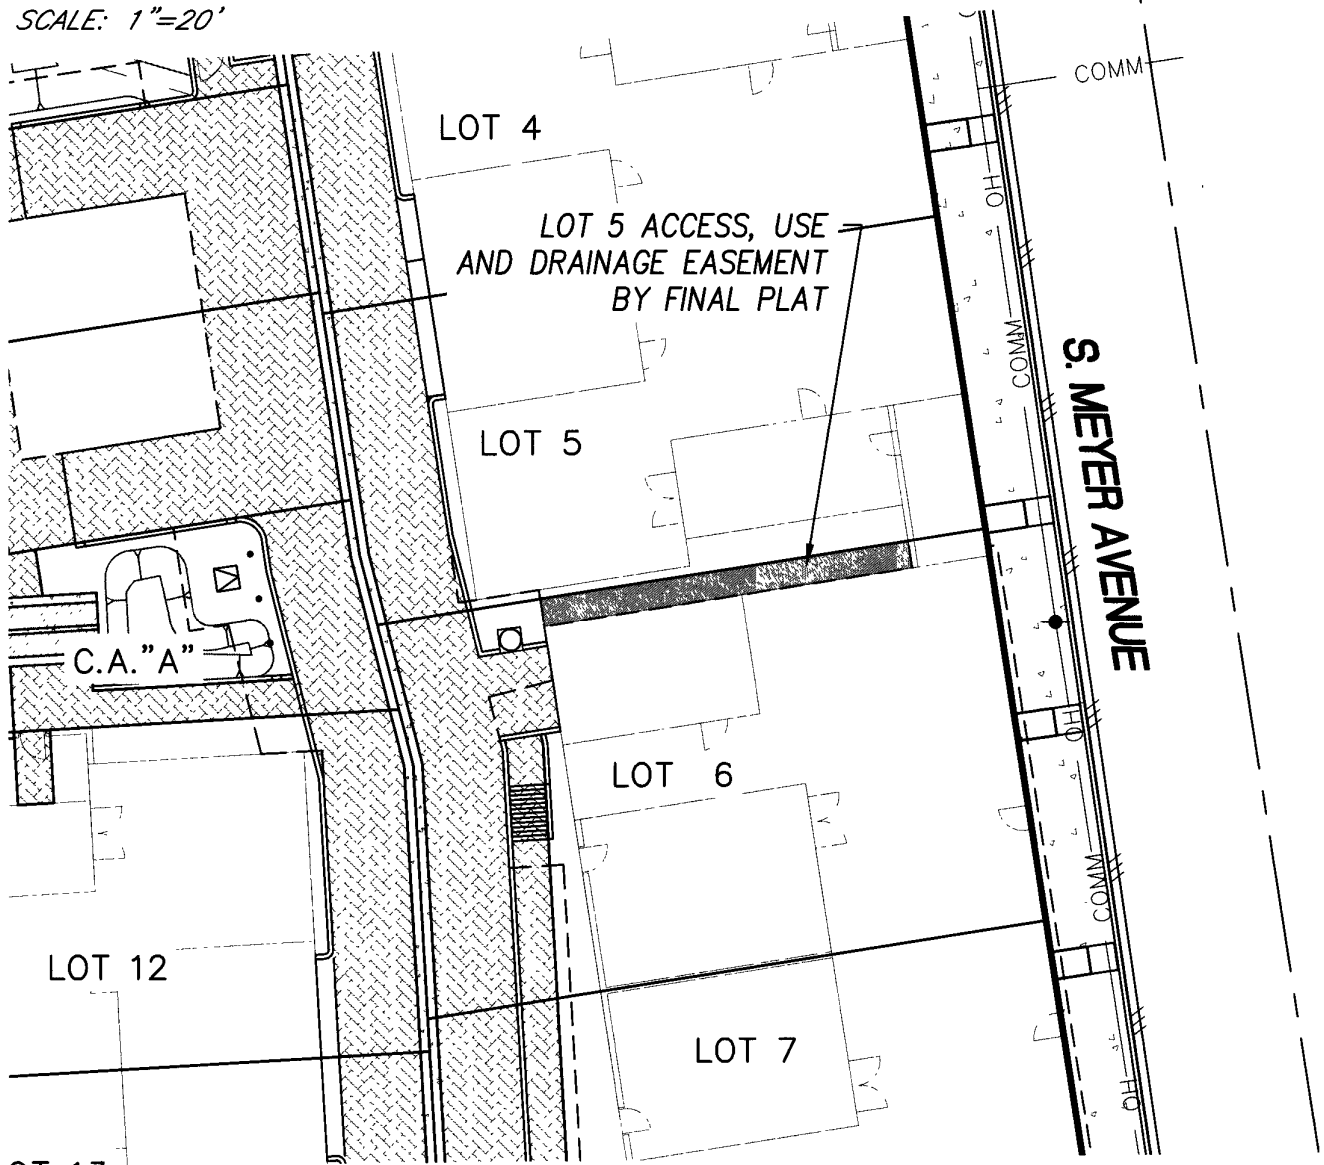 SCALE: 1"=20'
COMM
LOT 4
OH
LOT 5 ACCESS, USE
AND DRAINAGE EASEMENT
BY FINAL PLAT
COMM
S. MEYER AVENUE
LOT 5
C.A."A"
OH
LOT 6
COMM
LOT 12
LOT 7
OH